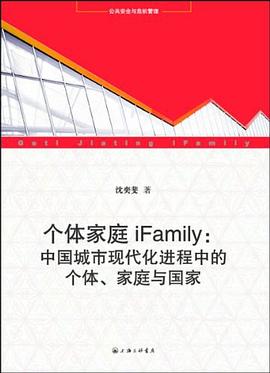 公共安全与危机管理
Geti Jiating iFamily
沈奕斐 著
个体家庭 iFamily：
中国城市现代化进程中的
个体、家庭与国家
上海三联书店